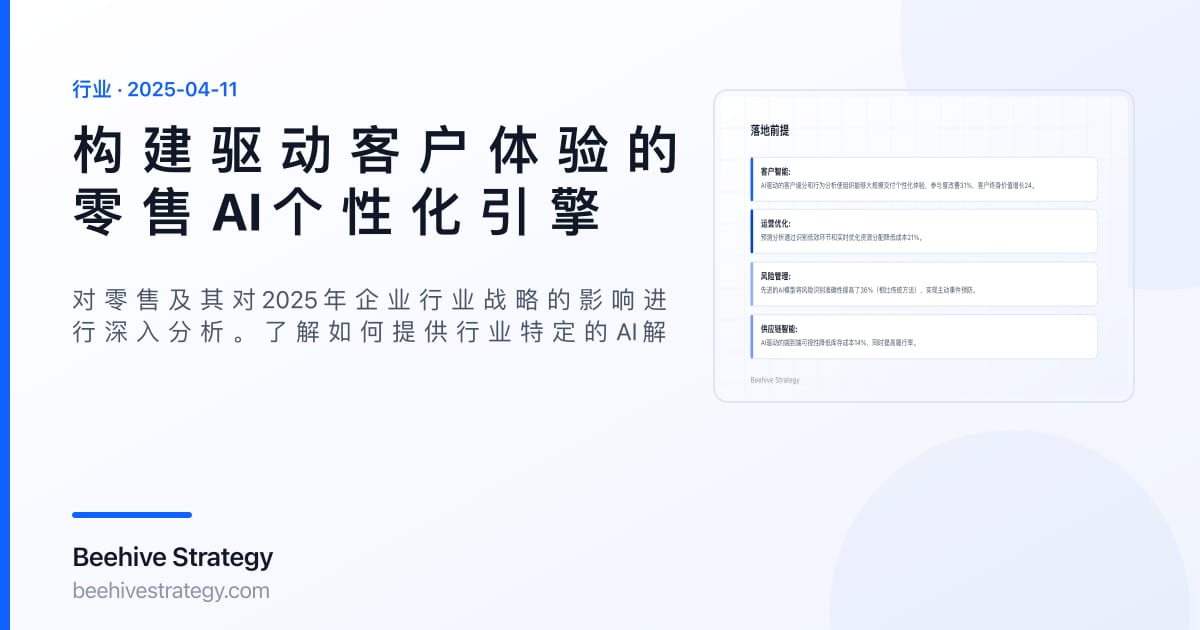 行业 · 2025-04-11
构建驱动客户体验的
零售AI个性化引擎
对零售及其对2025年企业行业战略的影响进
行深入分析。了解如何提供行业特定的AI解
落地前提
客户智能:
AI驱动的客户细分和行为分析使组织能够大规模交付个性化体验，参与度改善31%、客户终身价值增长24。
运营优化:
预测分析通过识别低效环节和实时优化资源分配降低成本21%。
风险管理:
先进的AI模型将风险识别准确性提高了36%（相比传统方法），实现主动事件预防。
供应链智能:
AI驱动的端到端可视性降低库存成本14%，同时提高履行率。
Beehive Strategy
Beehive Strategy
beehivestrategy.com